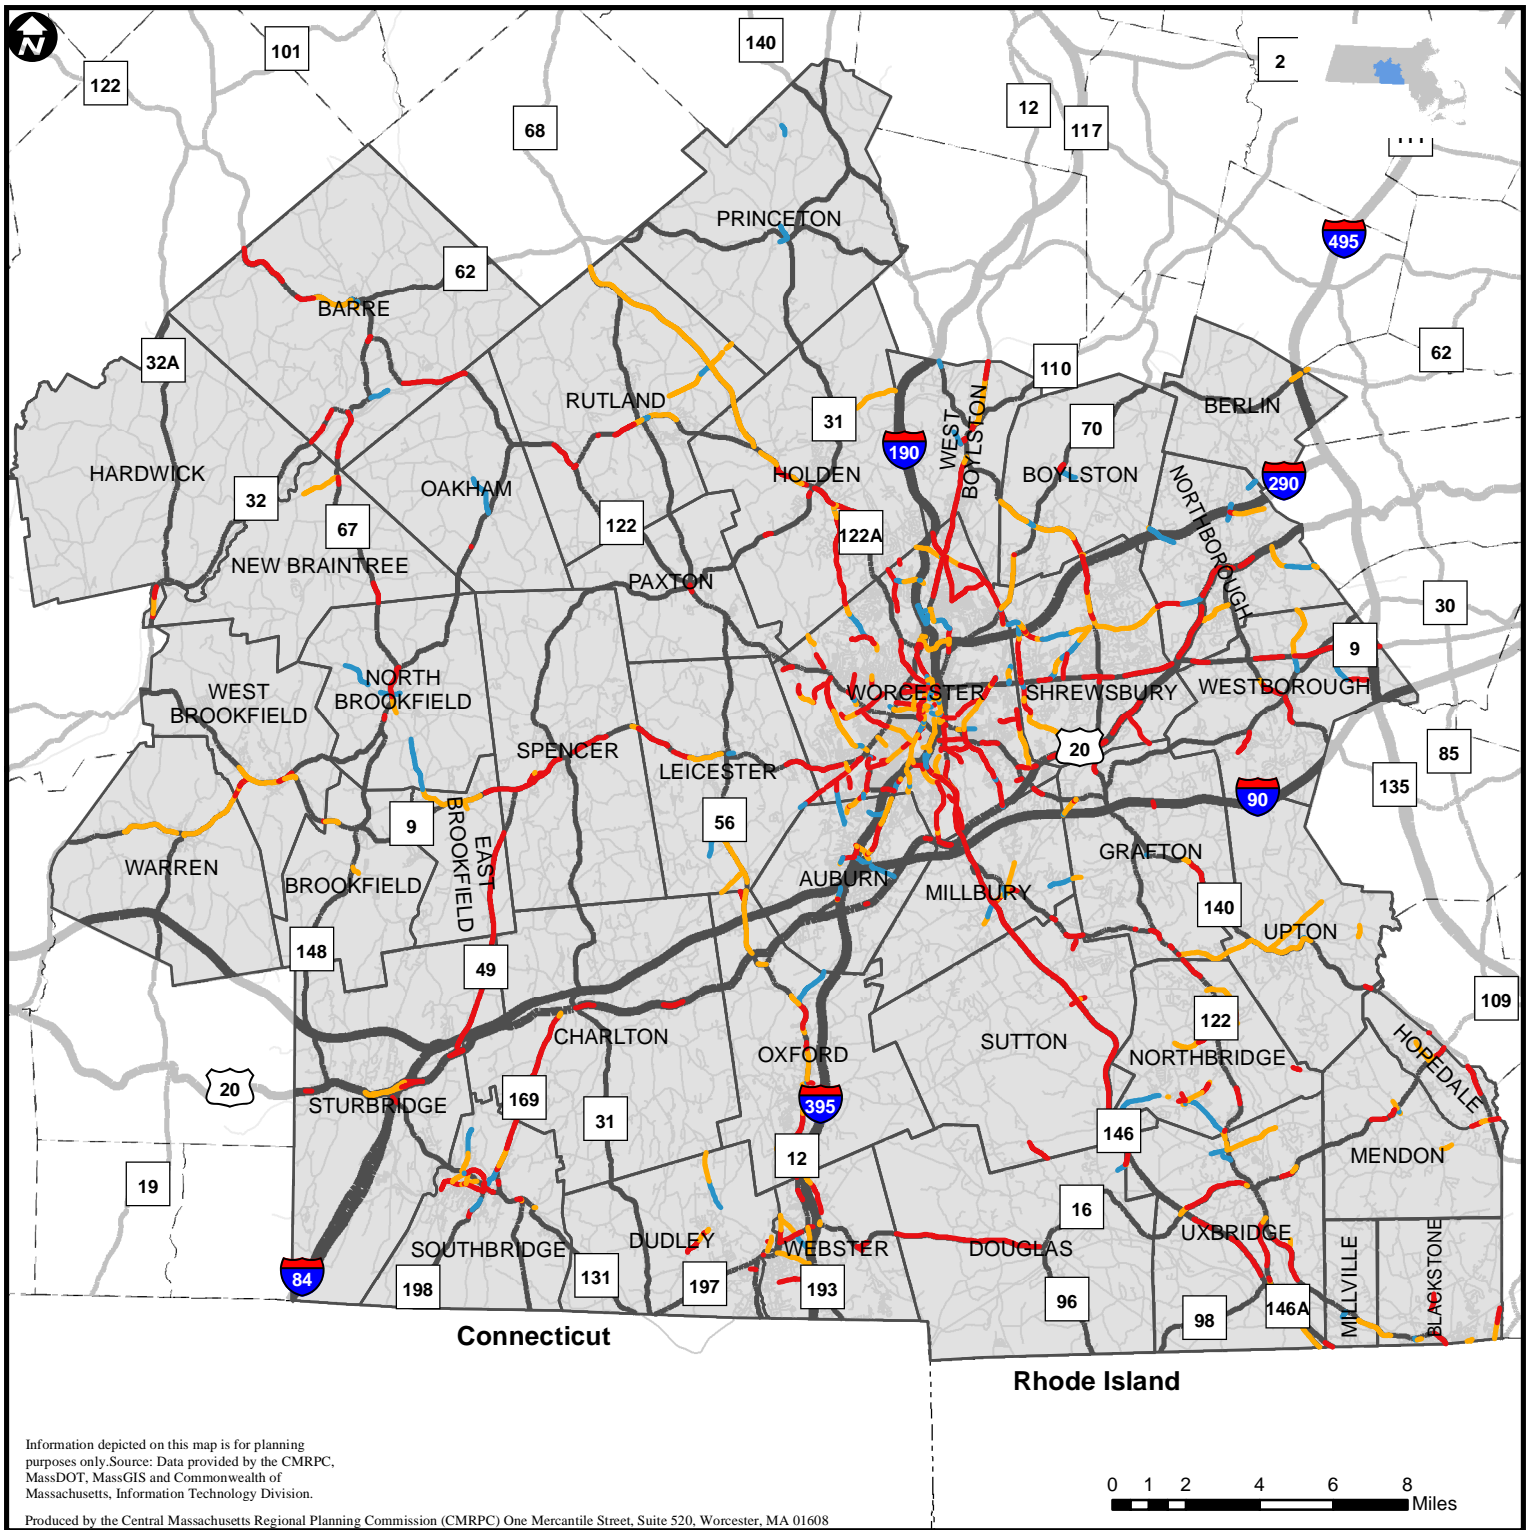 N
101
140
122
2
12
117
68
PRINCETON
495
62
BARRE
32A
62
110
RUTLAND
31
BERLIN
70
190
WEST
BOYLSTON
HARDWICK
OAKHAM
HOLDEN
BOYLSTON
290
32
67
122
122A
NORTHBOROUGH
NEW BRAINTREE
PAXTON
30
9
WEST
BROOKFIELD
NORTH
BROOKFIELD
WORCESTER
SHREWSBURY
WESTBOROUGH
SPENCER
LEICESTER
20
85
135
90
9
56
EAST
BROOKFIELD
WARREN
BROOKFIELD
AUBURN
MILLBURY
GRAFTON
140
UPTON
148
49
109
122
CHARLTON
OXFORD
SUTTON
NORTHBRIDGE
HOPEDALE
20
STURBRIDGE
169
395
31
146
12
MENDON
19
16
SOUTHBRIDGE
DUDLEY
WEBSTER
DOUGLAS
UXBRIDGE
MILLVILLE
BLACKSTONE
84
198
131
197
193
96
98
146A
Connecticut
Rhode Island
Information depicted on this map is for planning
purposes only.Source: Data provided by the CMRPC,
MassDOT, MassGIS and Commonwealth of
Massachusetts, Information Technology Division.
0 1 2 4 6 8
Miles
Produced by the Central Massachusetts Regional Planning Commission (CMRPC) One Mercantile Street, Suite 520, Worcester, MA 01608